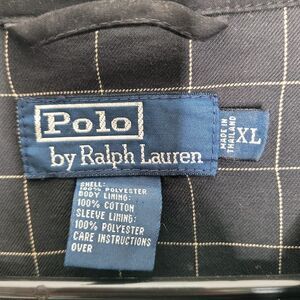 Polo
by Ralph Lauren
MADE IN
THAILAND
XL
SHELL:
100% POLYESTER
BODY LINING:
100% COTTON
SLEEVE LINING:
100% POLYESTER
CARE INSTRUCTIONS
OVER